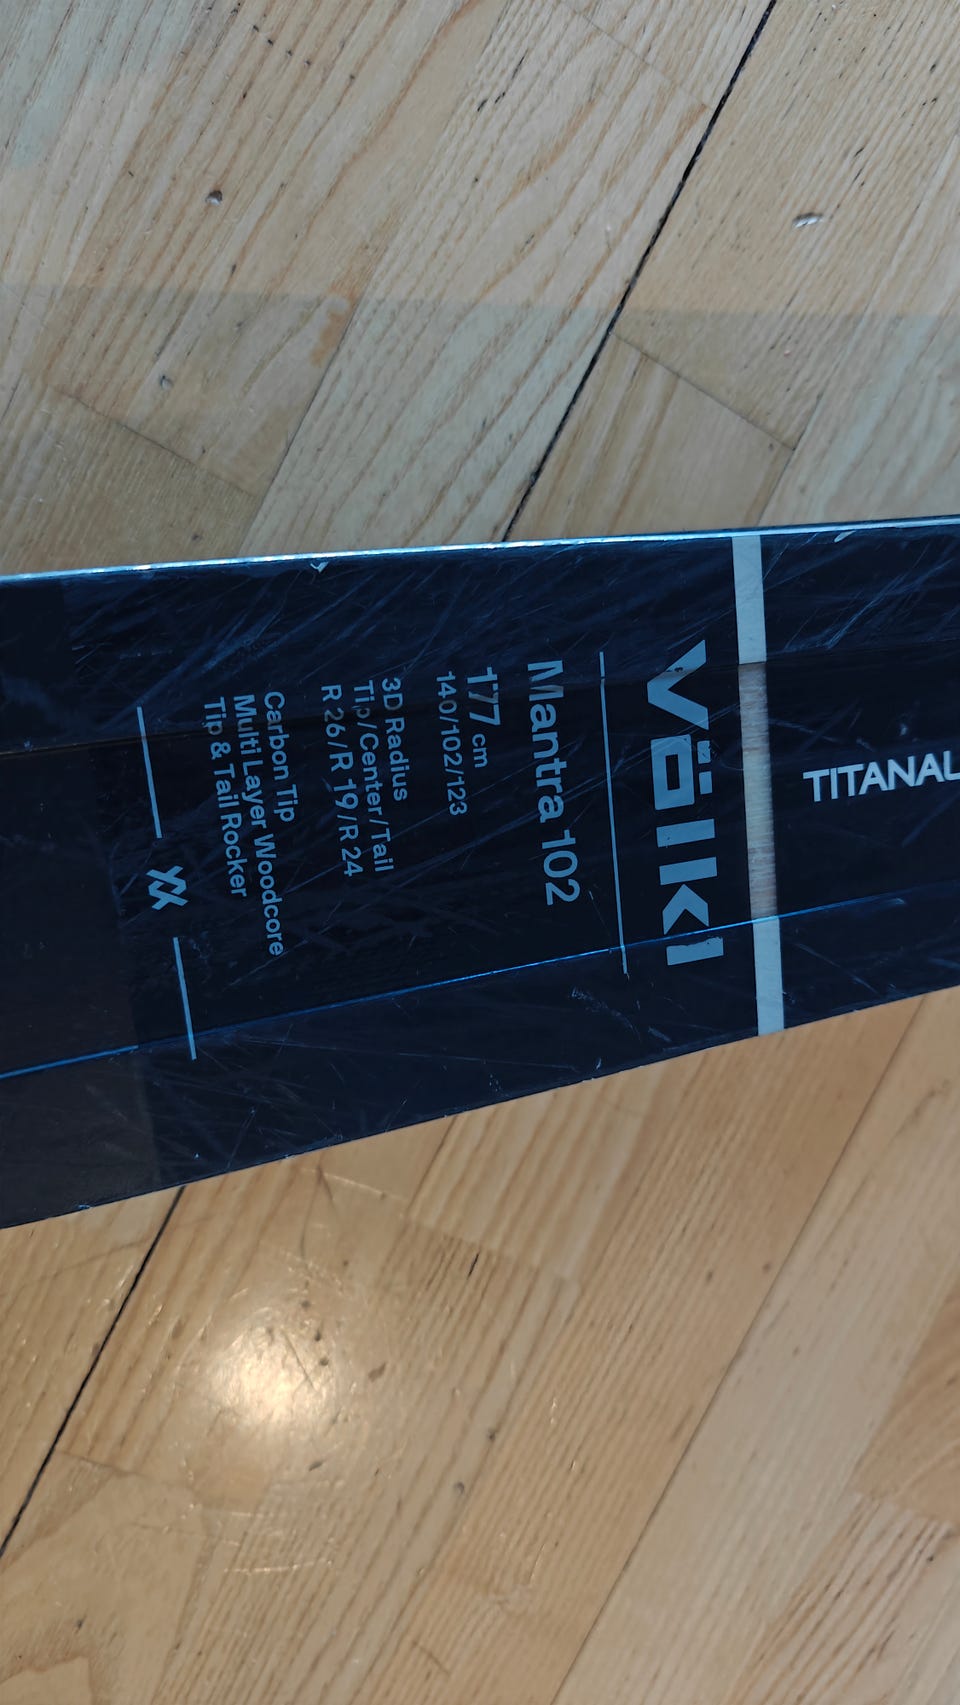 TITANAL
Völkl
Mantra 102
177 cm
140/102/123
3D Radius
Tip/Center/Tail
R 26/R 19/R 24
Carbon Tip
Multi Layer Woodcore
Tip & Tail Rocker